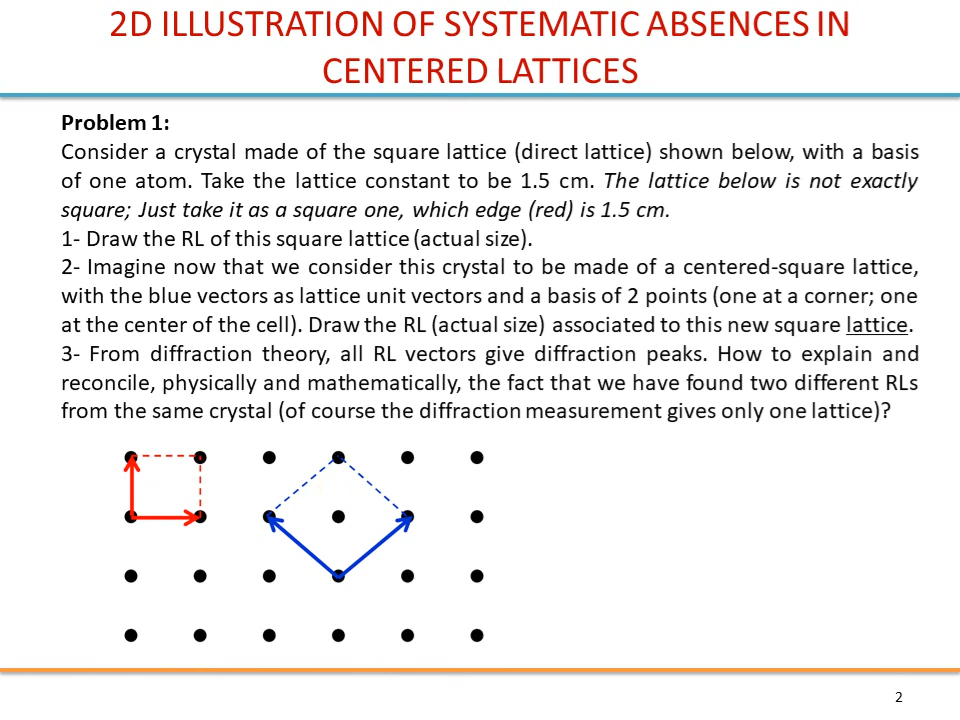 2D ILLUSTRATION OF SYSTEMATIC ABSENCES IN
CENTERED LATTICES
Problem 1:
Consider a crystal made of the square lattice (direct lattice) shown below, with a basis
of one atom. Take the lattice constant to be 1.5 cm. The lattice below is not exactly
square; Just take it as a square one, which edge (red) is 1.5 cm.
1- Draw the RL of this square lattice (actual size).
2- Imagine now that we consider this crystal to be made of a centered-square lattice,
with the blue vectors as lattice unit vectors and a basis of 2 points (one at a corner; one
at the center of the cell). Draw the RL (actual size) associated to this new square lattice.
3- From diffraction theory, all RL vectors give diffraction peaks. How to explain and
reconcile, physically and mathematically, the fact that we have found two different RLs
from the same crystal (of course the diffraction measurement gives only one lattice)?
2